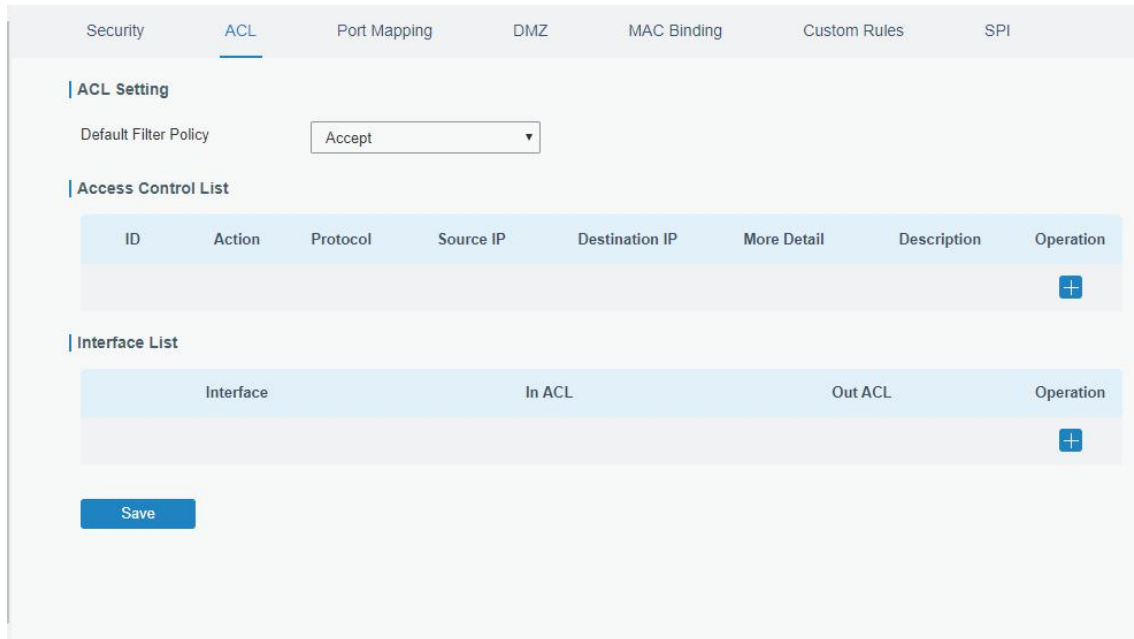 Security ACL Port Mapping DMZ MAC Binding Custom Rules SPI
ACL Setting
Default Filter Policy Accept
Access Control List
ID Action Protocol Source IP Destination IP More Detail Description Operation
Interface List
Interface In ACL Out ACL Operation
Save